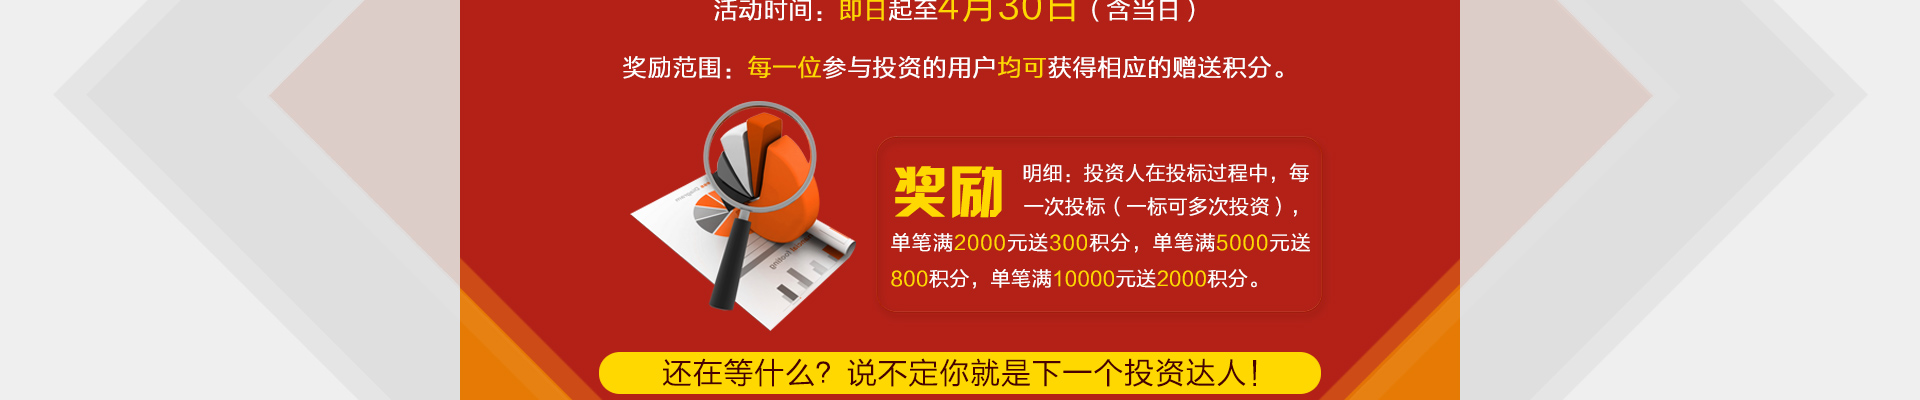 活动时间：即日起至4月30日（含当日）
奖励范围：每一位参与投资的用户均可获得相应的赠送积分。
奖励 明细：投资人在投标过程中，每
一次投标（一标可多次投资），
单笔满2000元送300积分，单笔满5000元送
800积分，单笔满10000元送2000积分。
还在等什么？说不定你就是下一个投资达人！